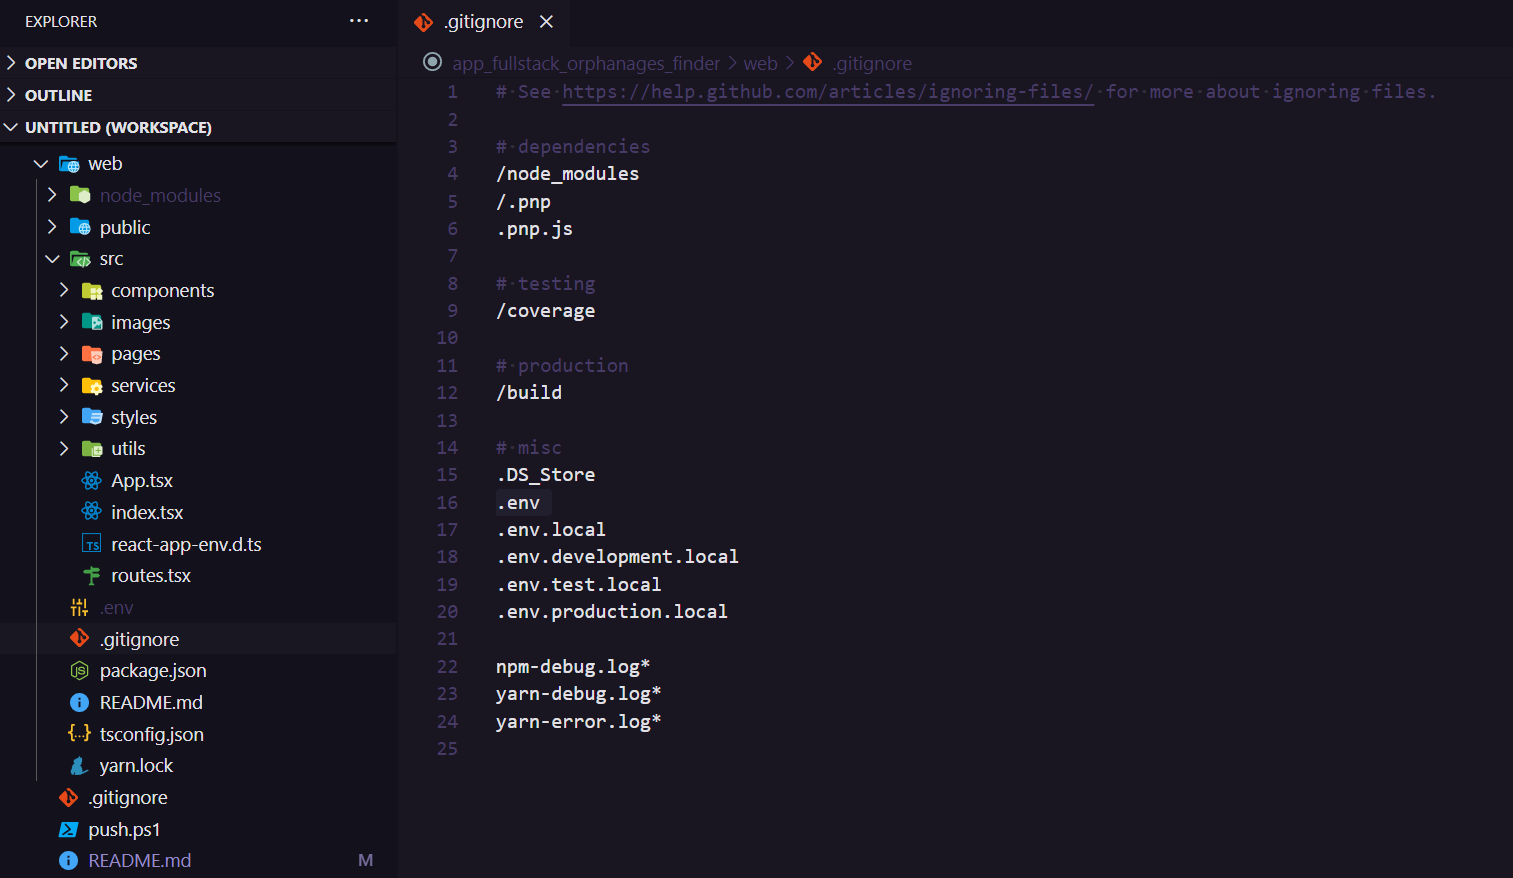 EXPLORER
···
OPEN EDITORS
OUTLINE
UNTITLED (WORKSPACE)
web
node_modules
public
src
components
images
pages
services
styles
utils
App.tsx
index.tsx
TS react-app-env.d.ts
routes.tsx
.env
.gitignore
JS package.json
README.md
{..} tsconfig.json
yarn.lock
.gitignore
push.ps1
README.md M
.gitignore ×
app_fullstack_orphanages_finder > web > .gitignore
1 # See https://help.github.com/articles/ignoring-files/ for more about ignoring files.
2
3 # dependencies
4 /node_modules
5 /.pnp
6 .pnp.js
7
8 # testing
9 /coverage
10
11 # production
12 /build
13
14 # misc
15 .DS_Store
16 .env
17 .env.local
18 .env.development.local
19 .env.test.local
20 .env.production.local
21
22 npm-debug.log*
23 yarn-debug.log*
24 yarn-error.log*
25